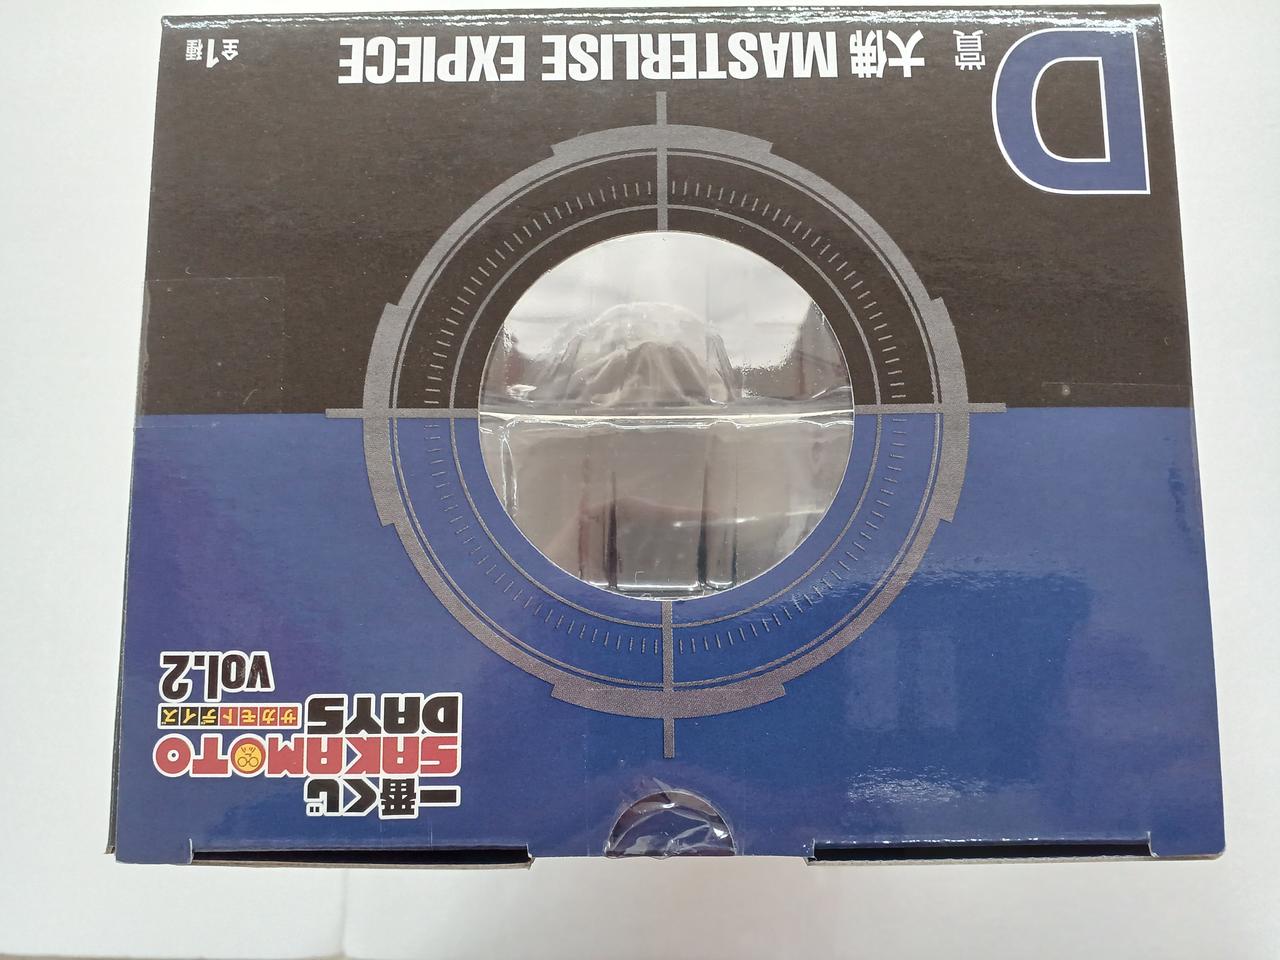 一番くじ
SAKAMOTO
DAYS サカモトデイズ
vol.2
D賞 大佛 MASTERLISE EXPIECE
全1種